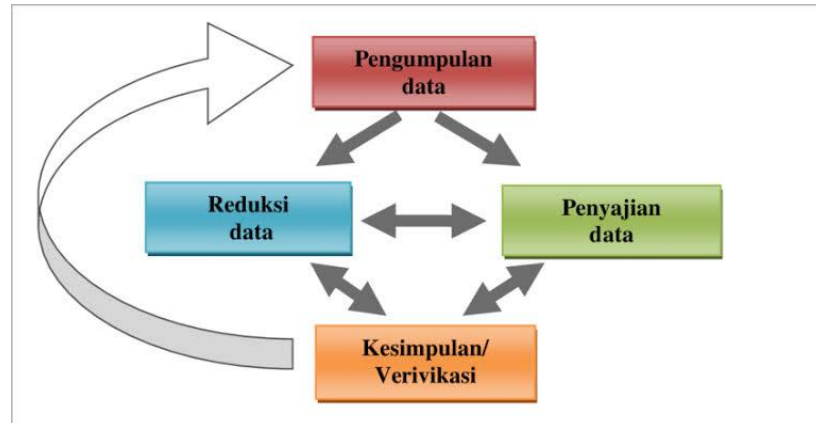 Pengumpulan
data
Reduksi
data
Penyajian
data
Kesimpulan/
Verivikasi